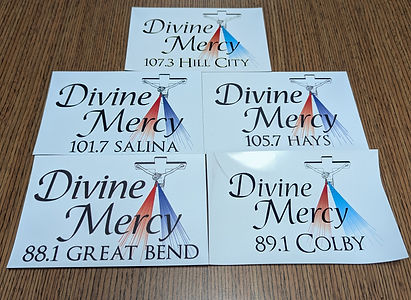 Divine
Mercy
107.3 Hill City
Divine
Mercy
101.7 Salina
Divine
Mercy
105.7 Hays
Divine
Mercy
88.1 Great Bend
Divine
Mercy
89.1 Colby